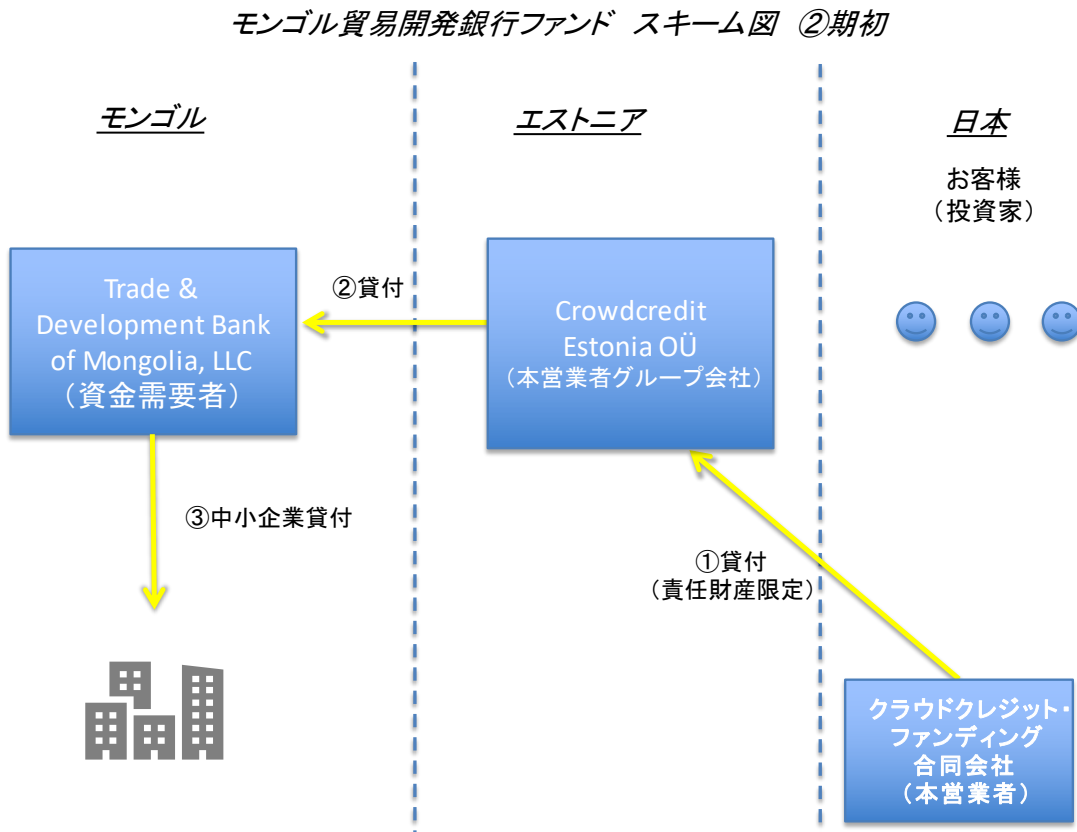 モンゴル貿易開発銀行ファンド スキーム図 ②期初
モンゴル
エストニア
日本
お客様
（投資家）
Trade &
Development Bank
of Mongolia, LLC
（資金需要者）
②貸付
Crowdcredit
Estonia OÜ
（本営業者グループ会社）
③中小企業貸付
①貸付
（責任財産限定）
クラウドクレジット・
ファンディング
合同会社
（本営業者）